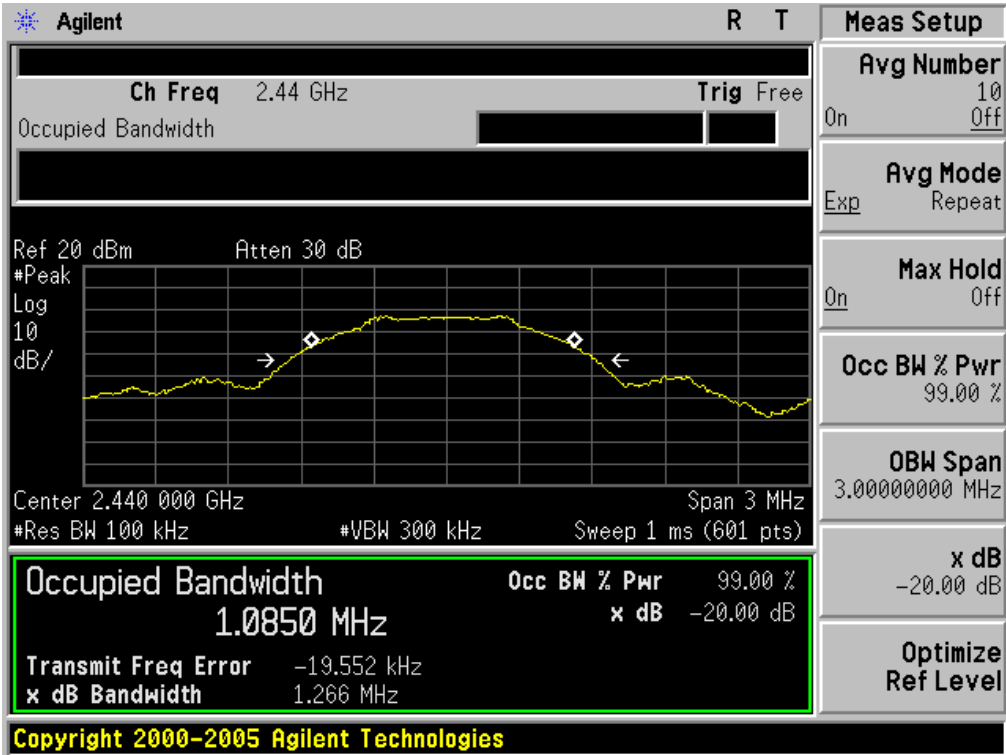 Agilent R T
Ch Freq 2.44 GHz Trig Free
Occupied Bandwidth
Ref 20 dBm Atten 30 dB
#Peak
Log
10
dB/
Center 2.440 000 GHz Span 3 MHz
#Res BW 100 kHz #VBW 300 kHz Sweep 1 ms (601 pts)
Occupied Bandwidth
1.0850 MHz
Occ BW % Pwr 99.00 %
x dB -20.00 dB
Transmit Freq Error -19.552 kHz
x dB Bandwidth 1.266 MHz
Copyright 2000-2005 Agilent Technologies
Meas Setup
Avg Number
10
On Off
Avg Mode
Exp Repeat
Max Hold
On Off
Occ BW % Pwr
99.00 %
OBW Span
3.00000000 MHz
x dB
-20.00 dB
Optimize
Ref Level